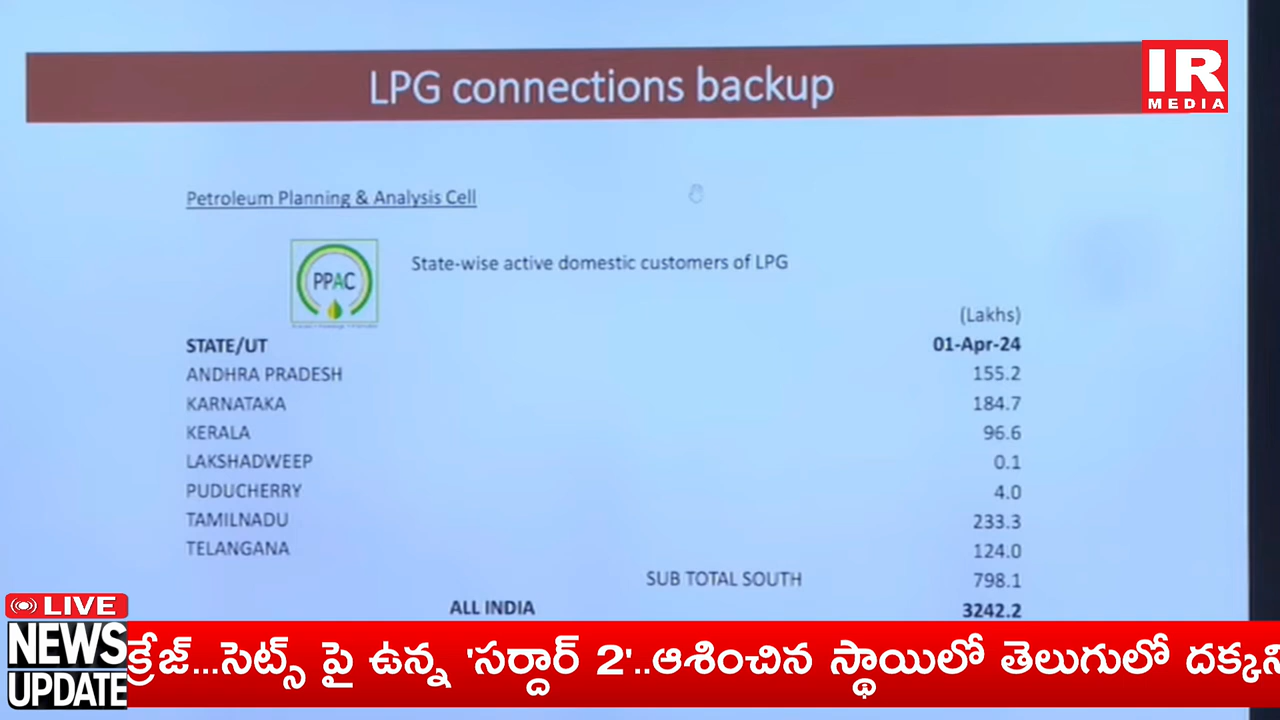 LPG connections backup
IR
MEDIA
Petroleum Planning & Analysis Cell
PPAC
State-wise active domestic customers of LPG
(Lakhs)
STATE/UT 01-Apr-24
ANDHRA PRADESH 155.2
KARNATAKA 184.7
KERALA 96.6
LAKSHADWEEP 0.1
PUDUCHERRY 4.0
TAMILNADU 233.3
TELANGANA 124.0
SUB TOTAL SOUTH 798.1
ALL INDIA 3242.2
LIVE
NEWS
UPDATE
క్రేజ్...సెట్స్ పై ఉన్న 'సర్దార్ 2'..ఆశించిన స్థాయిలో తెలుగులో